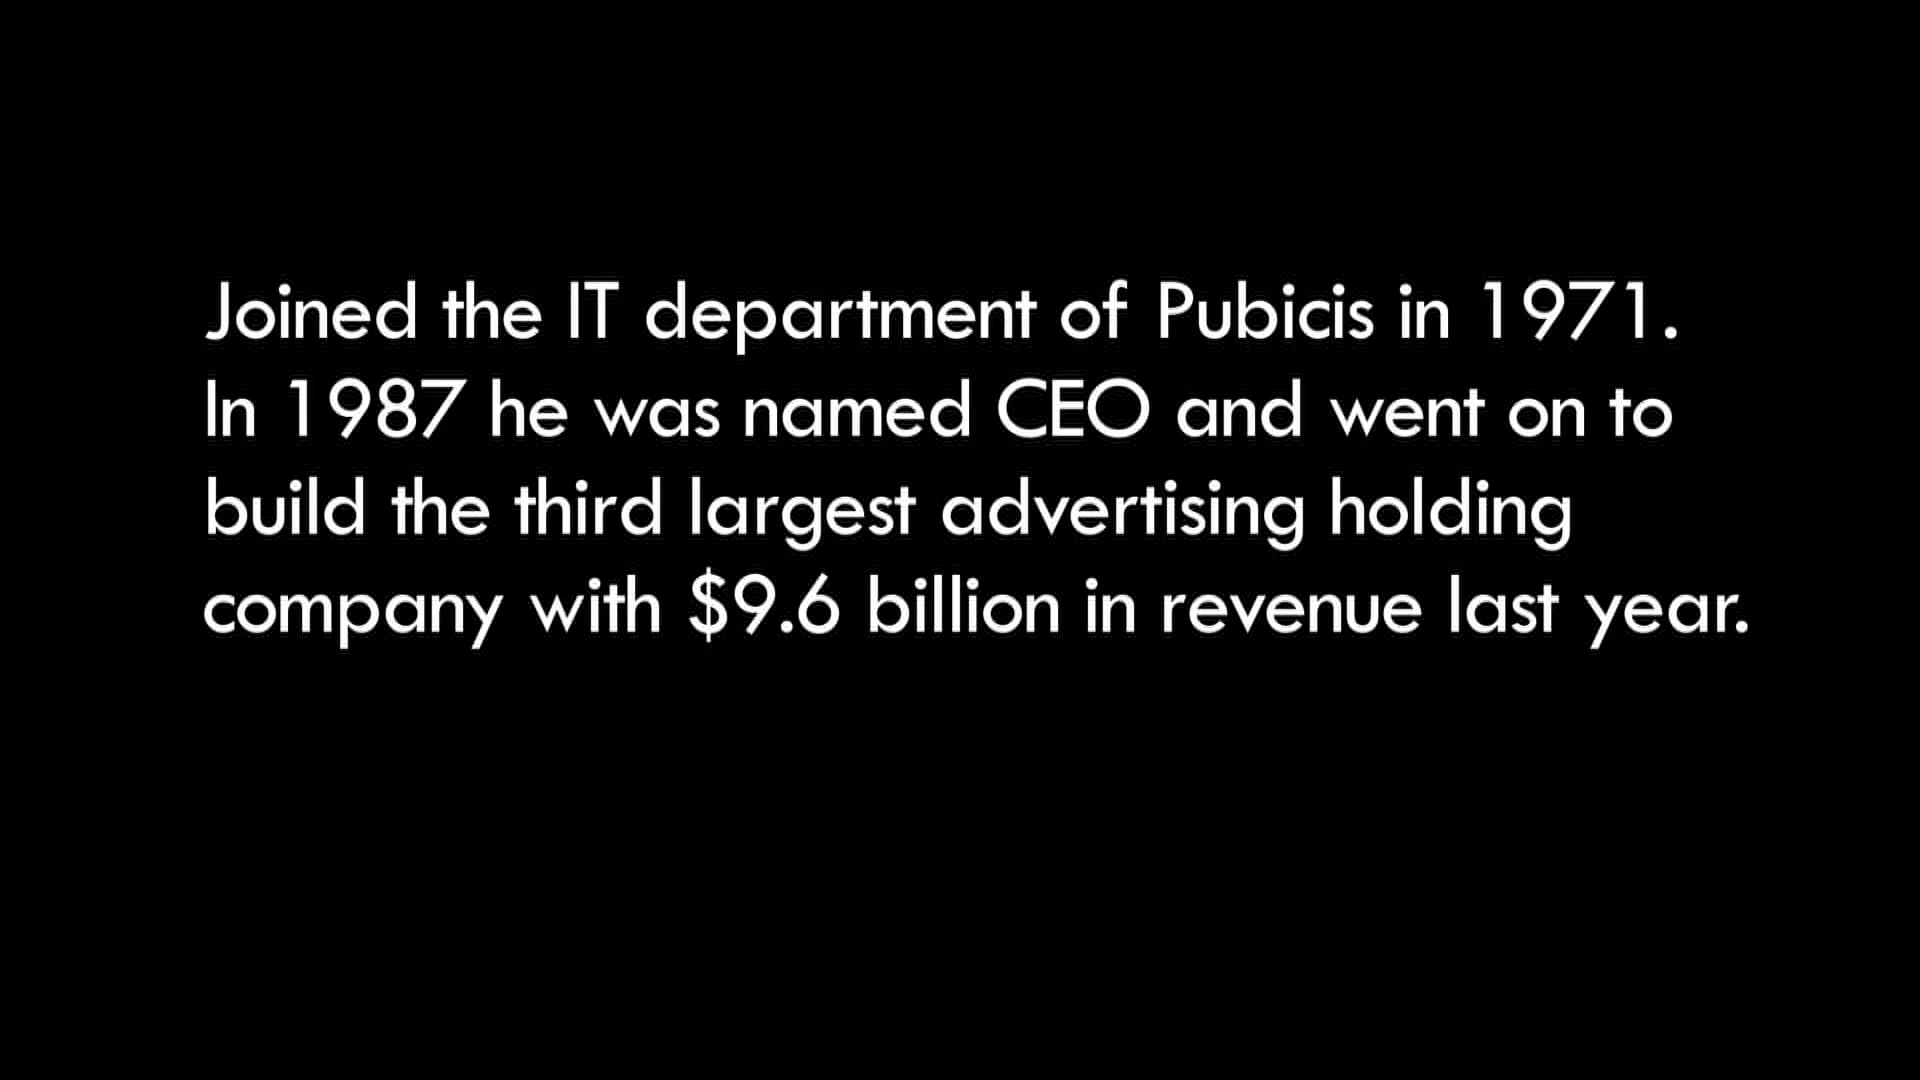 Joined the IT department of Pubicis in 1971.
In 1987 he was named CEO and went on to
build the third largest advertising holding
company with $9.6 billion in revenue last year.